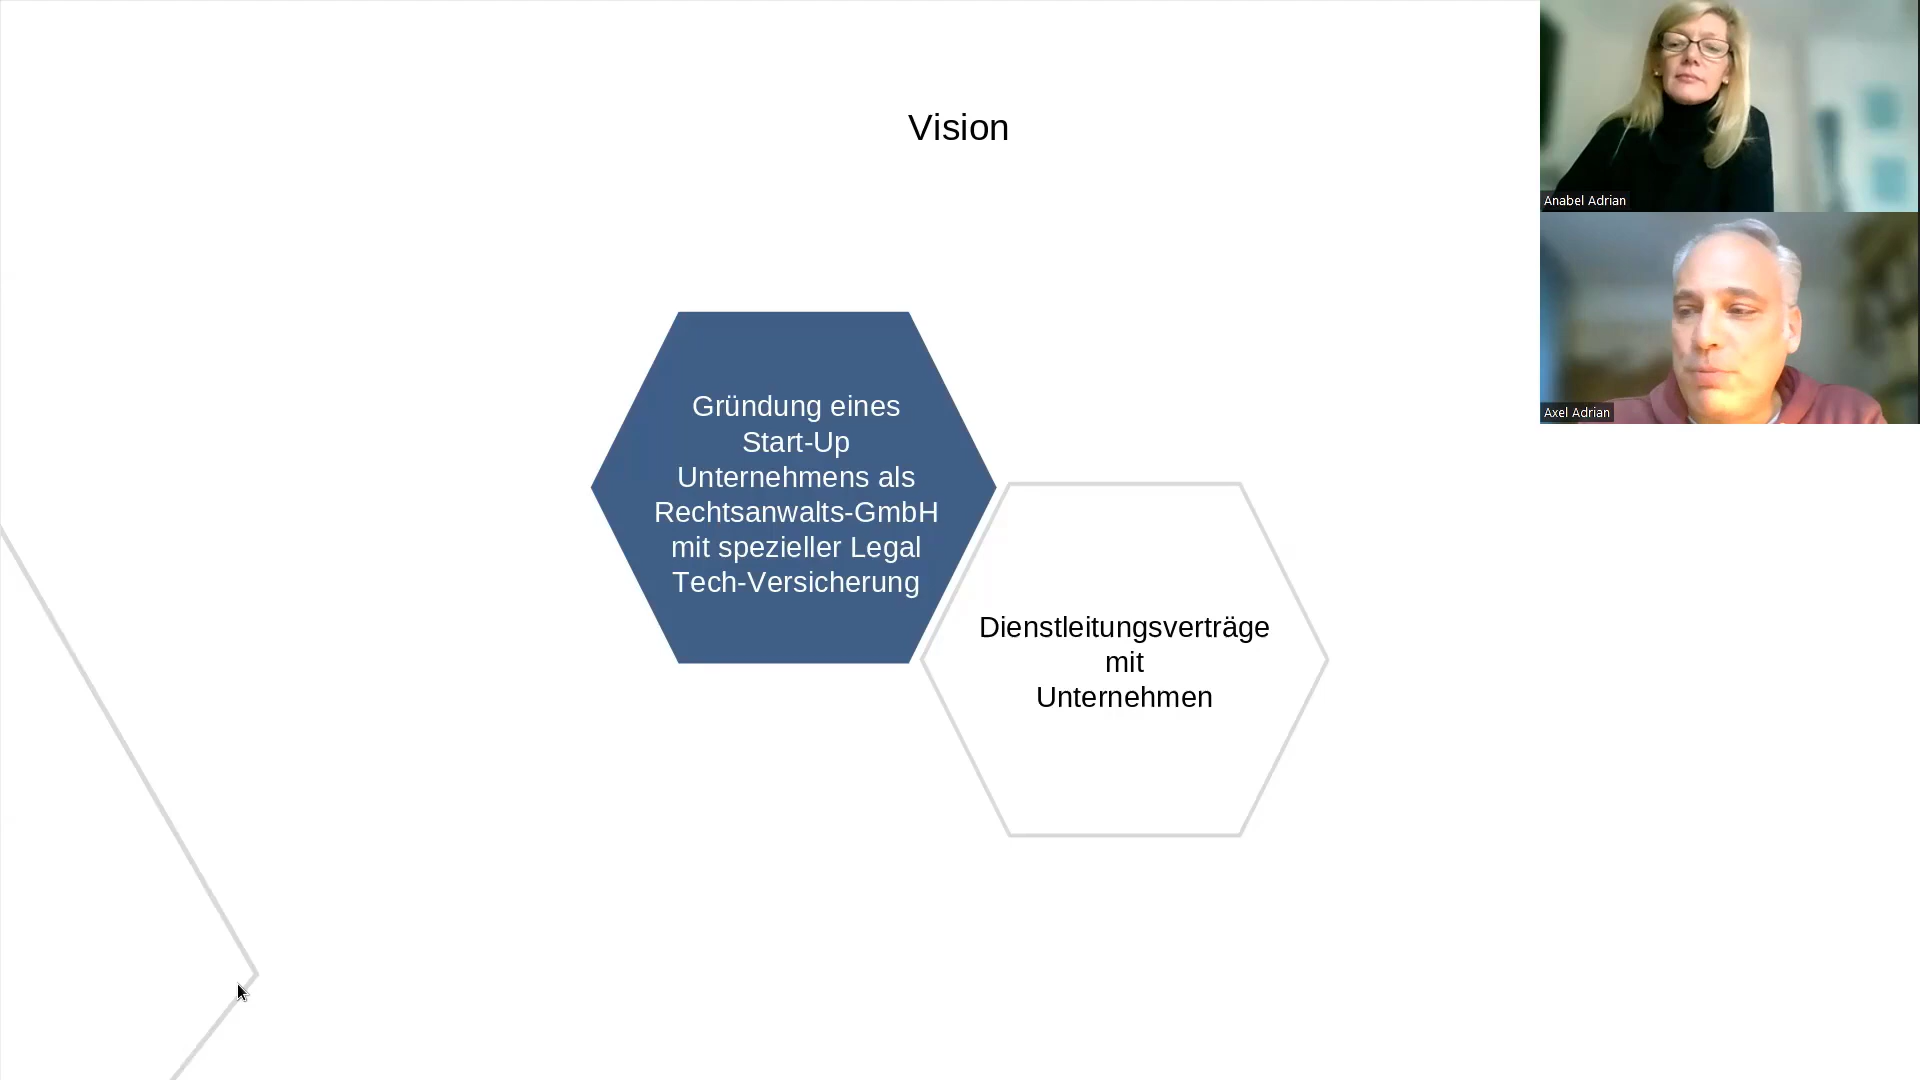 Vision
Gründung eines
Start-Up
Unternehmens als
Rechtsanwalts-GmbH
mit spezieller Legal
Tech-Versicherung
Dienstleitungsverträge
mit
Unternehmen
Anabel Adrian
Axel Adrian